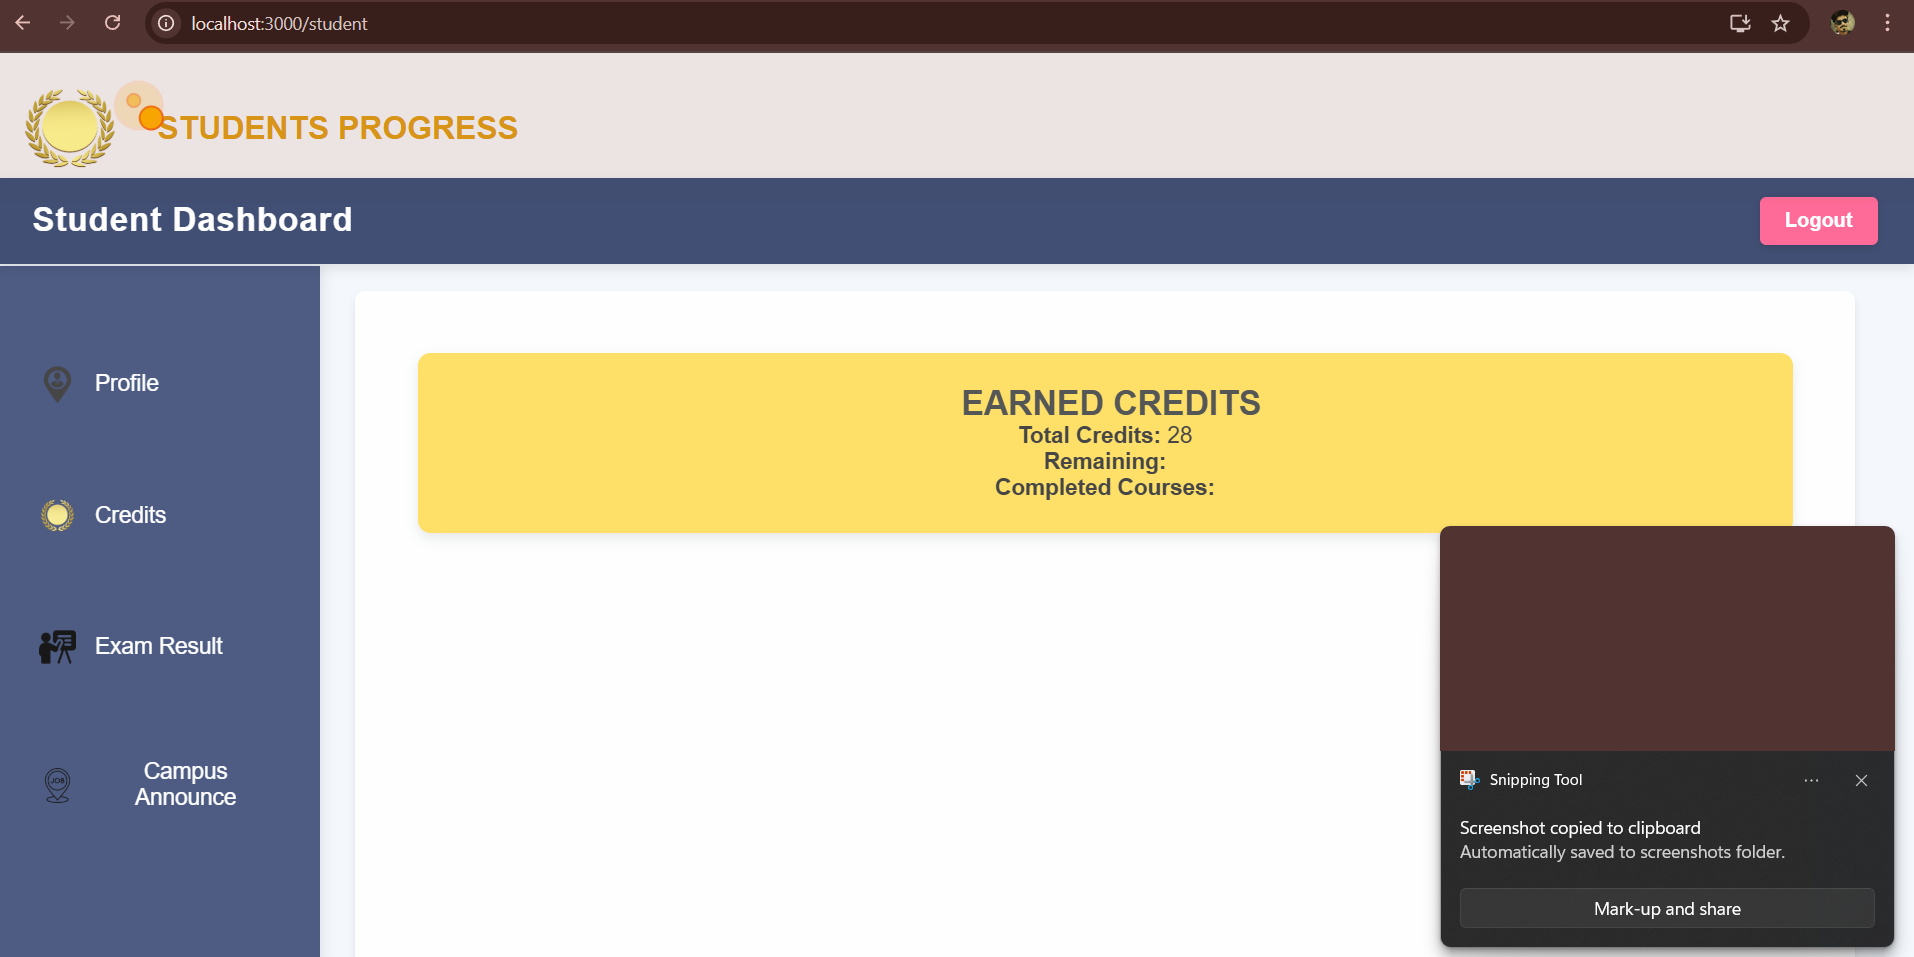 localhost:3000/student
STUDENTS PROGRESS
Student Dashboard
Logout
Profile
Credits
Exam Result
JOB
Campus
Announce
EARNED CREDITS
Total Credits: 28
Remaining:
Completed Courses:
Snipping Tool
Screenshot copied to clipboard
Automatically saved to screenshots folder.
Mark-up and share